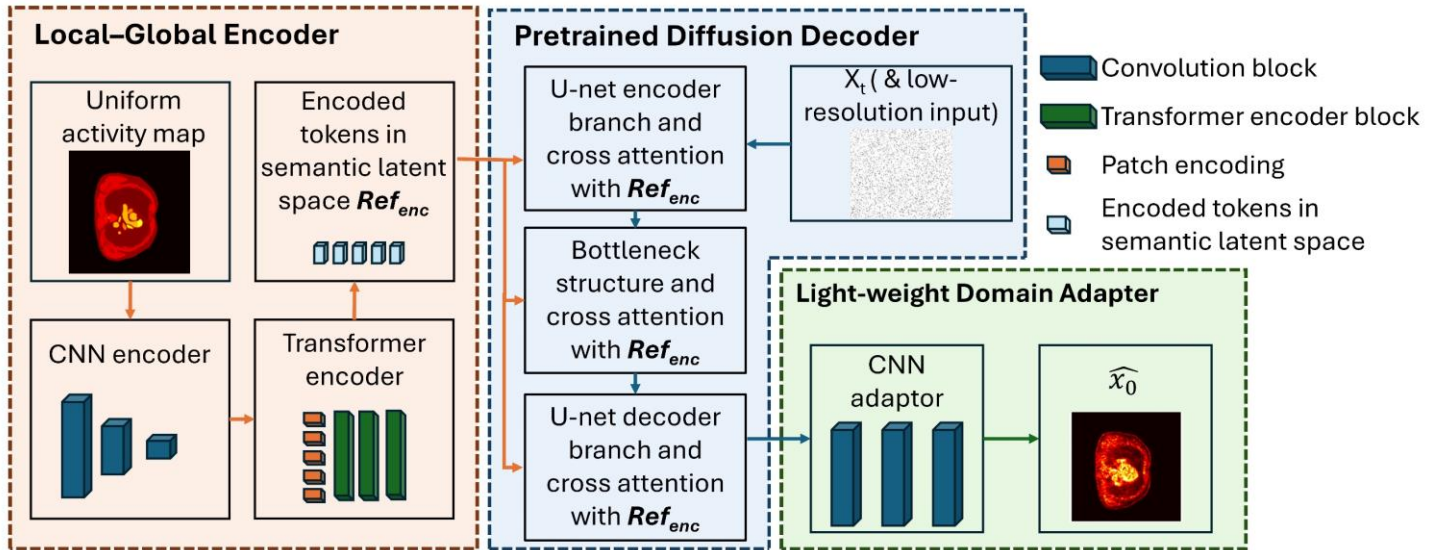 Local–Global Encoder
Uniform
activity map
Encoded
tokens in
semantic latent
space Ref_enc
CNN encoder
Transformer
encoder
Pretrained Diffusion Decoder
U-net encoder
branch and
cross attention
with Ref_enc
X_t ( & low-
resolution input)
Bottleneck
structure and
cross attention
with Ref_enc
U-net decoder
branch and
cross attention
with Ref_enc
Light-weight Domain Adapter
CNN
adaptor
\widehat{x_0}
Convolution block
Transformer encoder block
Patch encoding
Encoded tokens in
semantic latent space